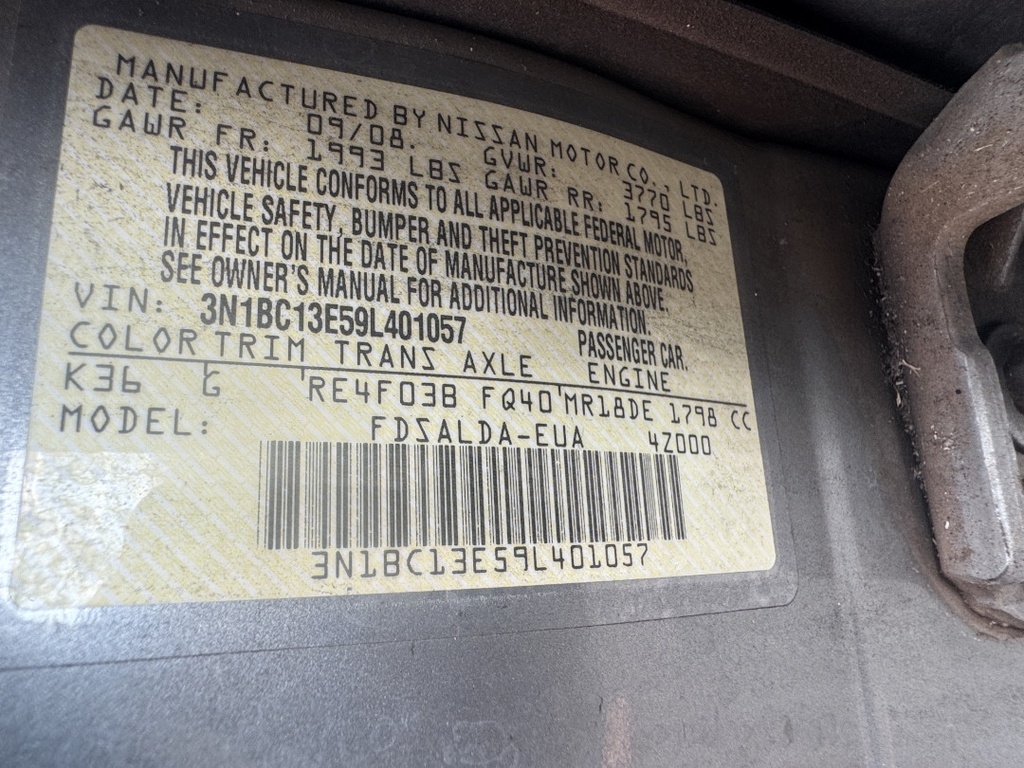 MANUFACTURED BY NISSAN MOTOR CO., LTD.
DATE: 09/08. GVWR: 3770 LBS
GAWR FR: 1993 LBS GAWR RR: 1795 LBS
THIS VEHICLE CONFORMS TO ALL APPLICABLE FEDERAL MOTOR,
VEHICLE SAFETY, BUMPER AND THEFT PREVENTION STANDARDS
IN EFFECT ON THE DATE OF MANUFACTURE SHOWN ABOVE.
SEE OWNER'S MANUAL FOR ADDITIONAL INFORMATION.
VIN: 3N1BC13E59L401057 PASSENGER CAR.
COLOR TRIM TRANS AXLE ENGINE
K36 G RE4F03B FQ40 MR18DE 1798 CC
MODEL: FDSALDA-EUA 4Z000
3N1BC13E59L401057